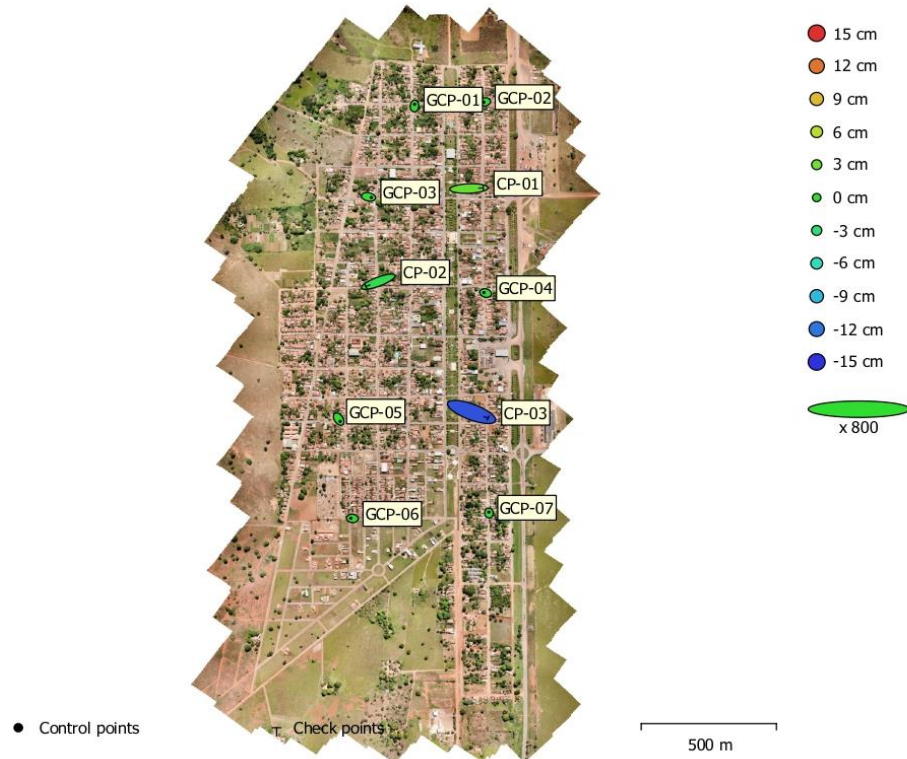 GCP-01
GCP-02
GCP-03
CP-01
CP-02
GCP-04
GCP-05
CP-03
GCP-06
GCP-07
15 cm
12 cm
9 cm
6 cm
3 cm
0 cm
-3 cm
-6 cm
-9 cm
-12 cm
-15 cm
x 800
Control points
Check points
500 m